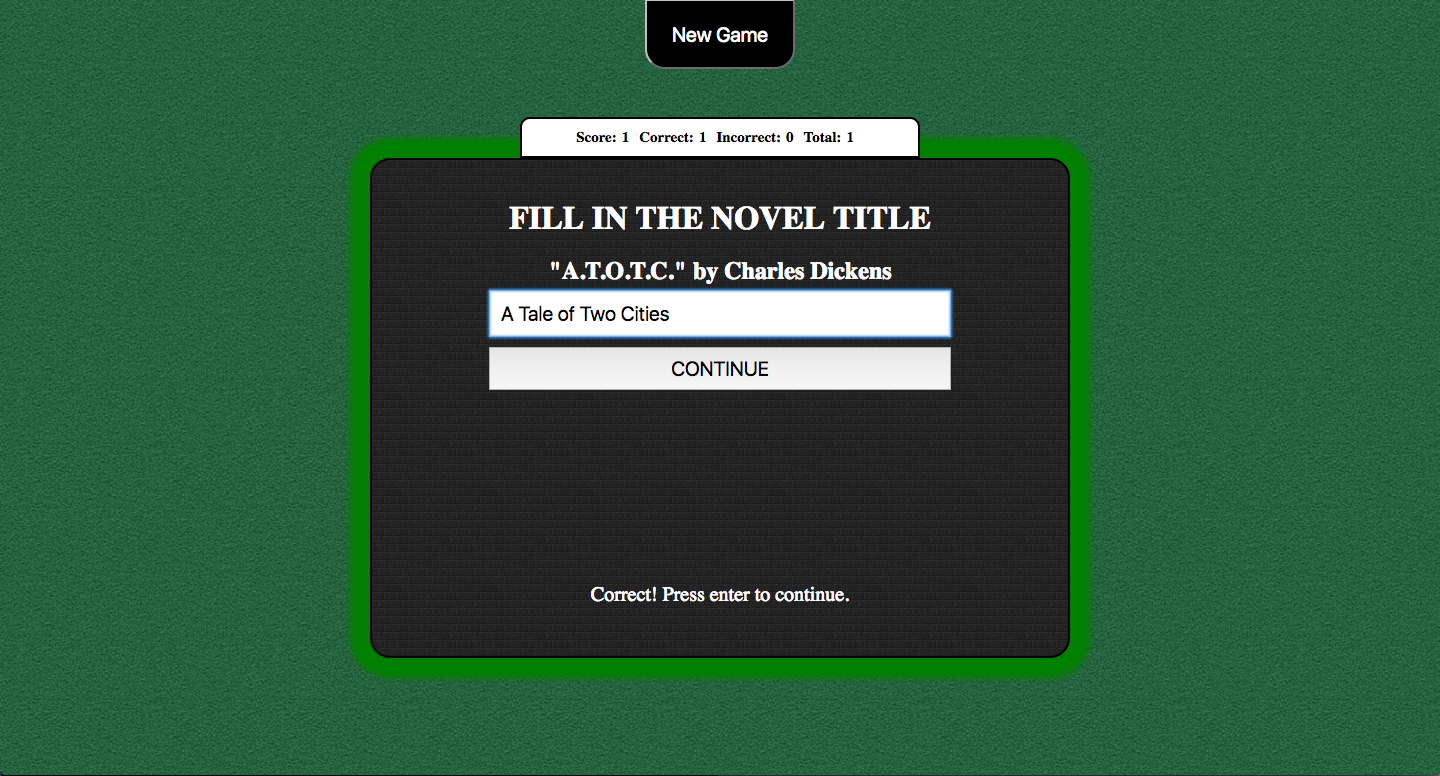 New Game
Score: 1 Correct: 1 Incorrect: 0 Total: 1
FILL IN THE NOVEL TITLE
"A.T.O.T.C." by Charles Dickens
A Tale of Two Cities
CONTINUE
Correct! Press enter to continue.